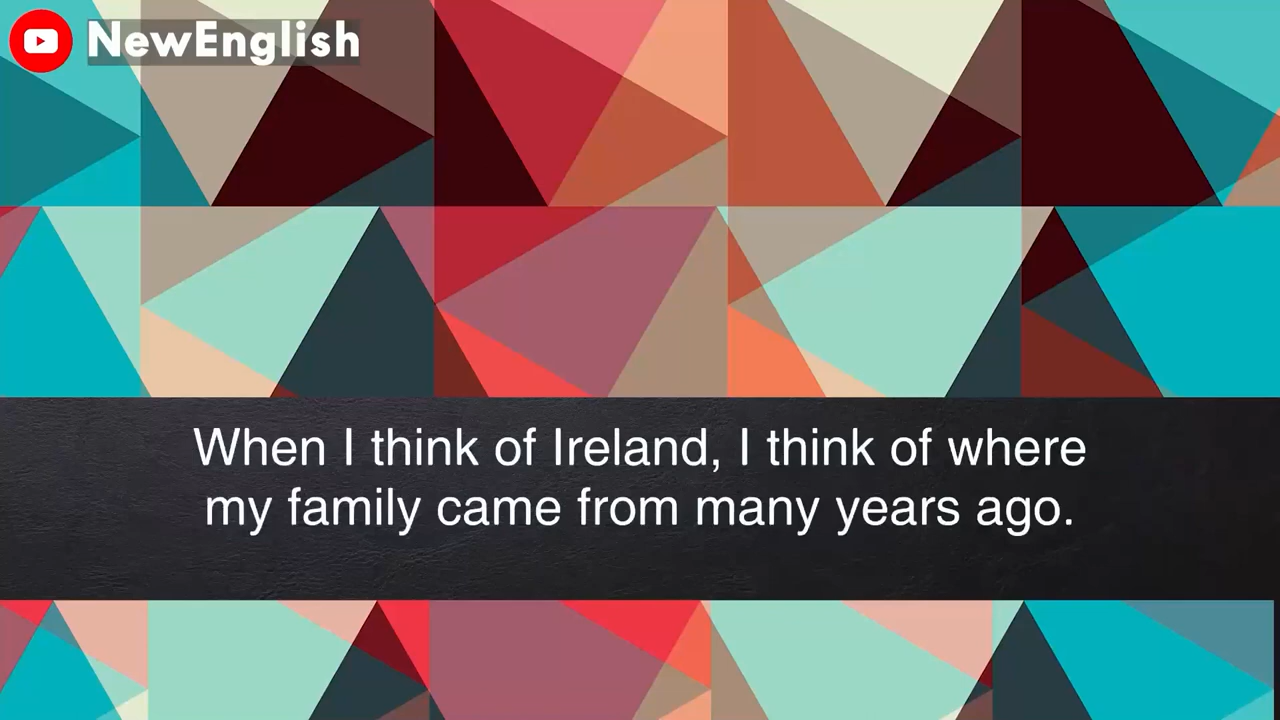 NewEnglish
When I think of Ireland, I think of where
my family came from many years ago.